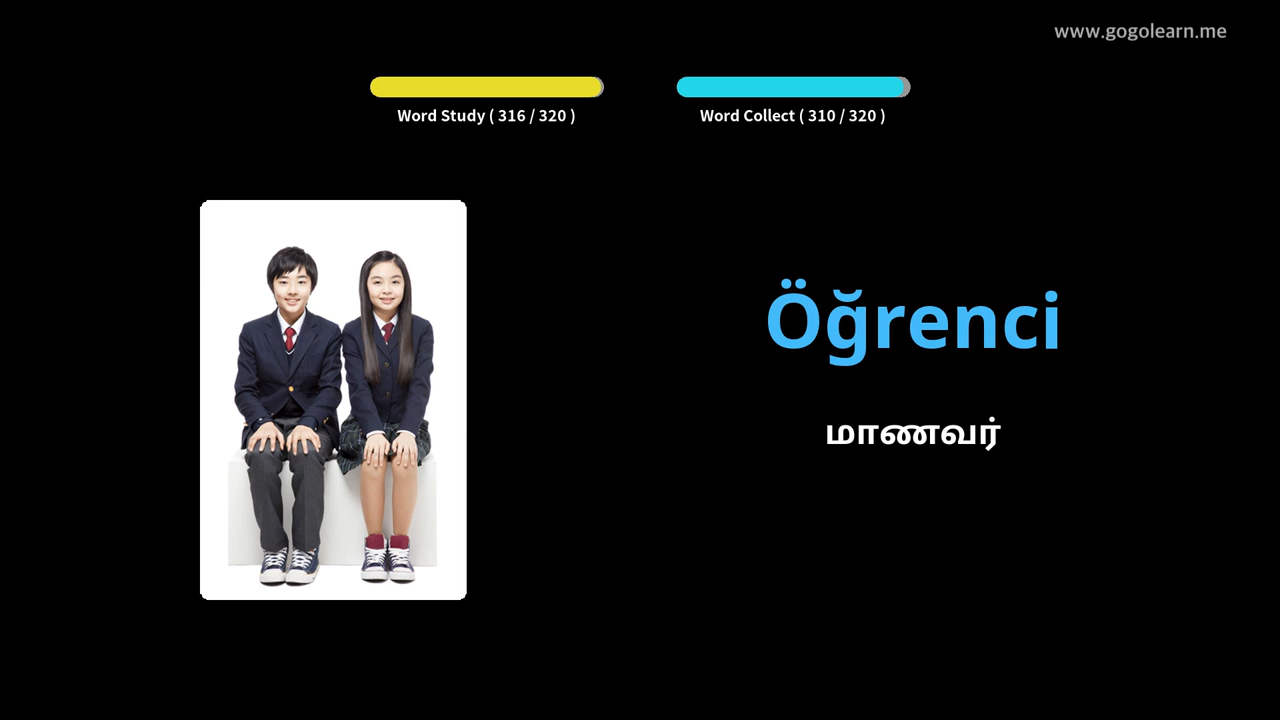 www.gogolearn.me
Word Study ( 316 / 320 )
Word Collect ( 310 / 320 )
Öğrenci
மாணவர்